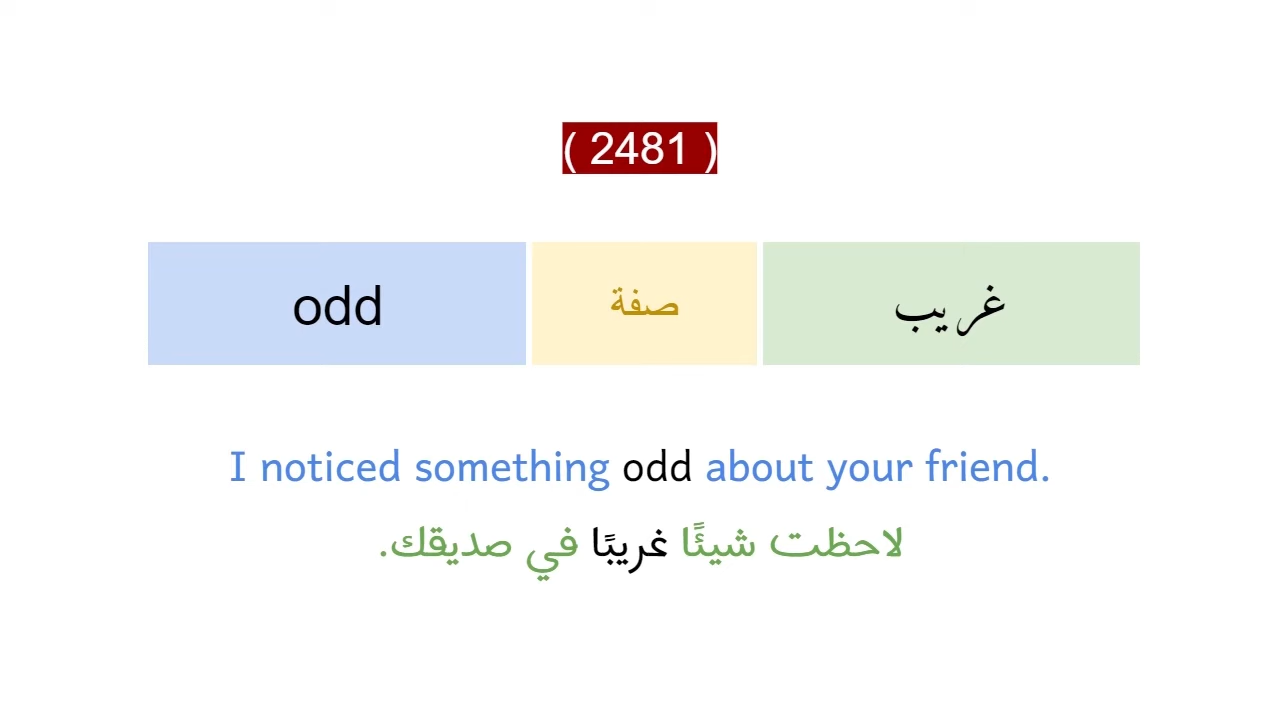 ( 2481 )
odd صفة غريب
I noticed something odd about your friend.
لاحظت شيئًا غريبًا في صديقك.